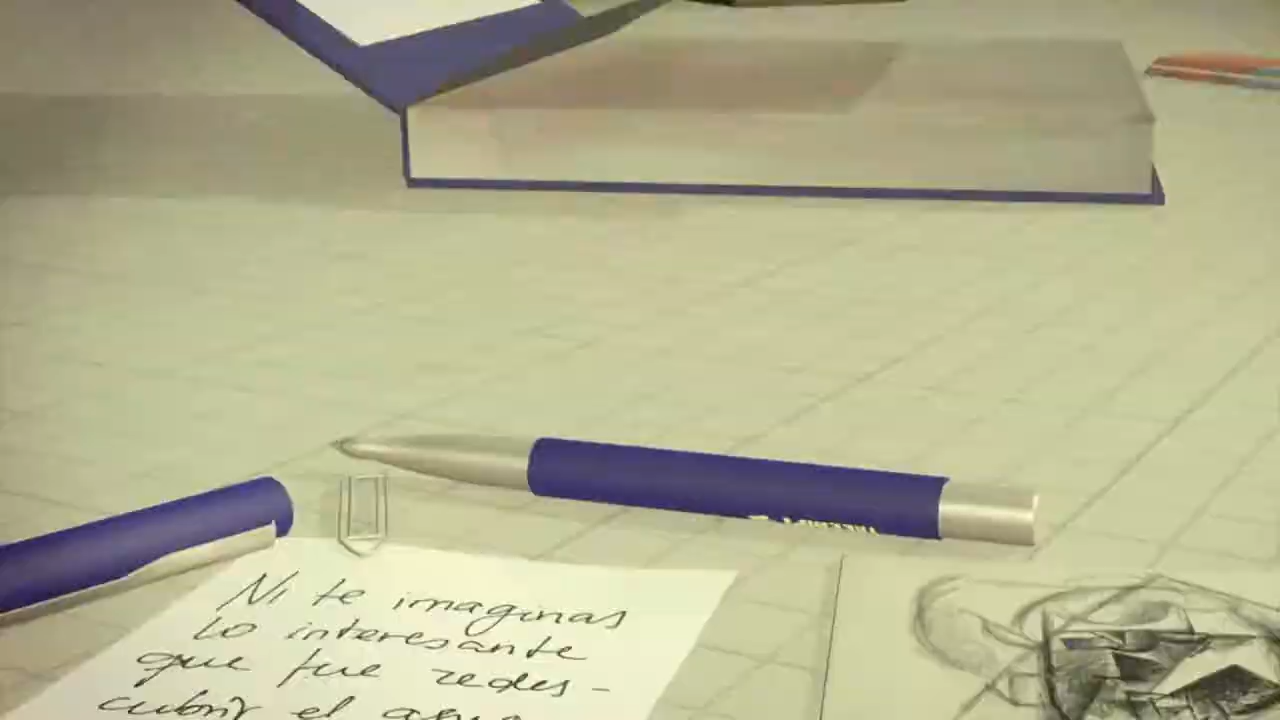 Ni te imaginas
lo interesante
que fue redes-
cubrir el